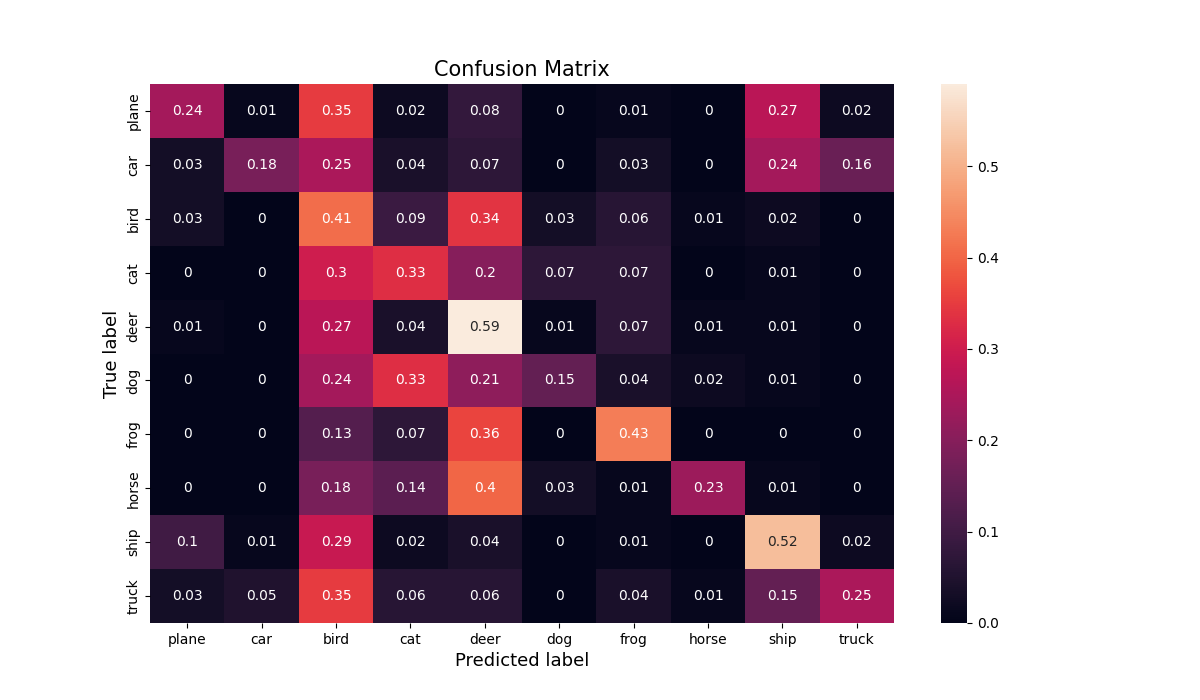 Confusion Matrix
plane 0.24 0.01 0.35 0.02 0.08 0 0.01 0 0.27 0.02
car 0.03 0.18 0.25 0.04 0.07 0 0.03 0 0.24 0.16
bird 0.03 0 0.41 0.09 0.34 0.03 0.06 0.01 0.02 0
cat 0 0 0.3 0.33 0.2 0.07 0.07 0 0.01 0
deer 0.01 0 0.27 0.04 0.59 0.01 0.07 0.01 0.01 0
dog 0 0 0.24 0.33 0.21 0.15 0.04 0.02 0.01 0
frog 0 0 0.13 0.07 0.36 0 0.43 0 0 0
horse 0 0 0.18 0.14 0.4 0.03 0.01 0.23 0.01 0
ship 0.1 0.01 0.29 0.02 0.04 0 0.01 0 0.52 0.02
truck 0.03 0.05 0.35 0.06 0.06 0 0.04 0.01 0.15 0.25
plane car bird cat deer dog frog horse ship truck
True label
Predicted label
0.5
0.4
0.3
0.2
0.1
0.0